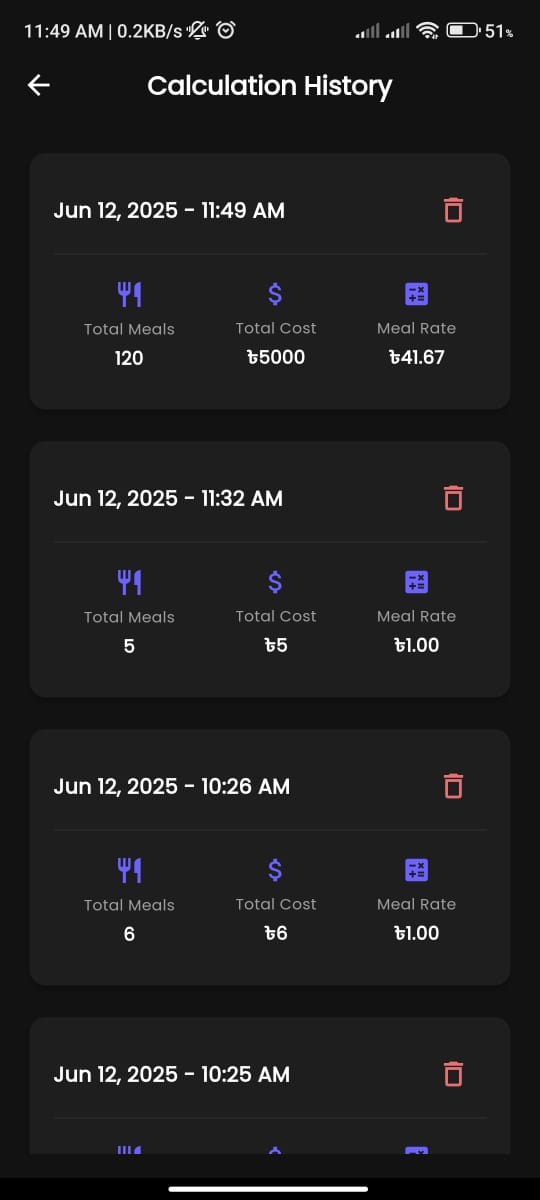 11:49 AM | 0.2KB/s 51%
Calculation History
Jun 12, 2025 - 11:49 AM
Total Meals Total Cost Meal Rate
120 ৳5000 ৳41.67
Jun 12, 2025 - 11:32 AM
Total Meals Total Cost Meal Rate
5 ৳5 ৳1.00
Jun 12, 2025 - 10:26 AM
Total Meals Total Cost Meal Rate
6 ৳6 ৳1.00
Jun 12, 2025 - 10:25 AM